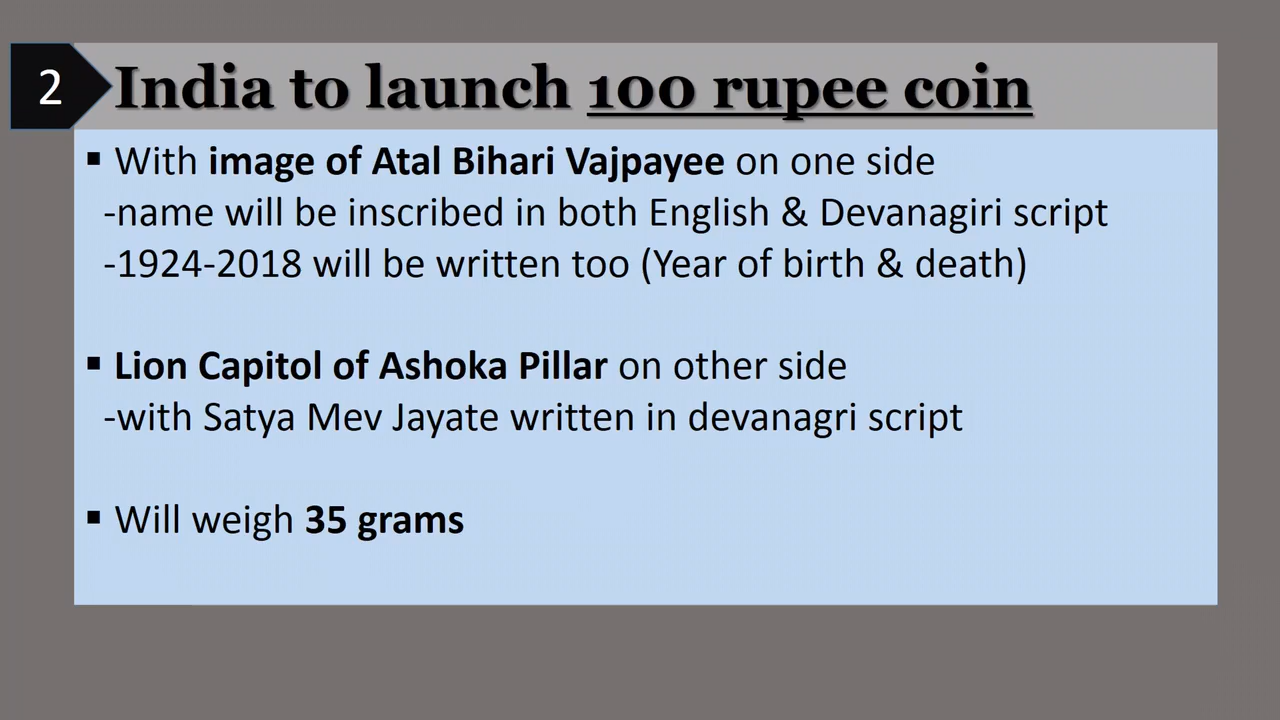 2
India to launch 100 rupee coin
▪ With image of Atal Bihari Vajpayee on one side
-name will be inscribed in both English & Devanagiri script
-1924-2018 will be written too (Year of birth & death)
▪ Lion Capitol of Ashoka Pillar on other side
-with Satya Mev Jayate written in devanagri script
▪ Will weigh 35 grams